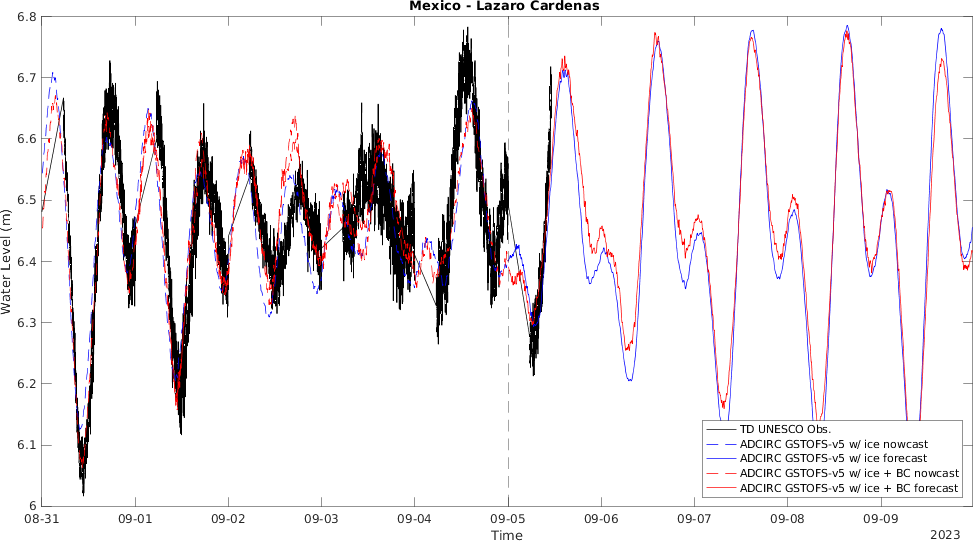 Mexico - Lazaro Cardenas
Water Level (m)
6.8
6.7
6.6
6.5
6.4
6.3
6.2
6.1
6
08-31
09-01
09-02
09-03
09-04
09-05
09-06
09-07
09-08
09-09
Time
2023
TD UNESCO Obs.
ADCIRC GSTOFS-v5 w/ ice nowcast
ADCIRC GSTOFS-v5 w/ ice forecast
ADCIRC GSTOFS-v5 w/ ice + BC nowcast
ADCIRC GSTOFS-v5 w/ ice + BC forecast